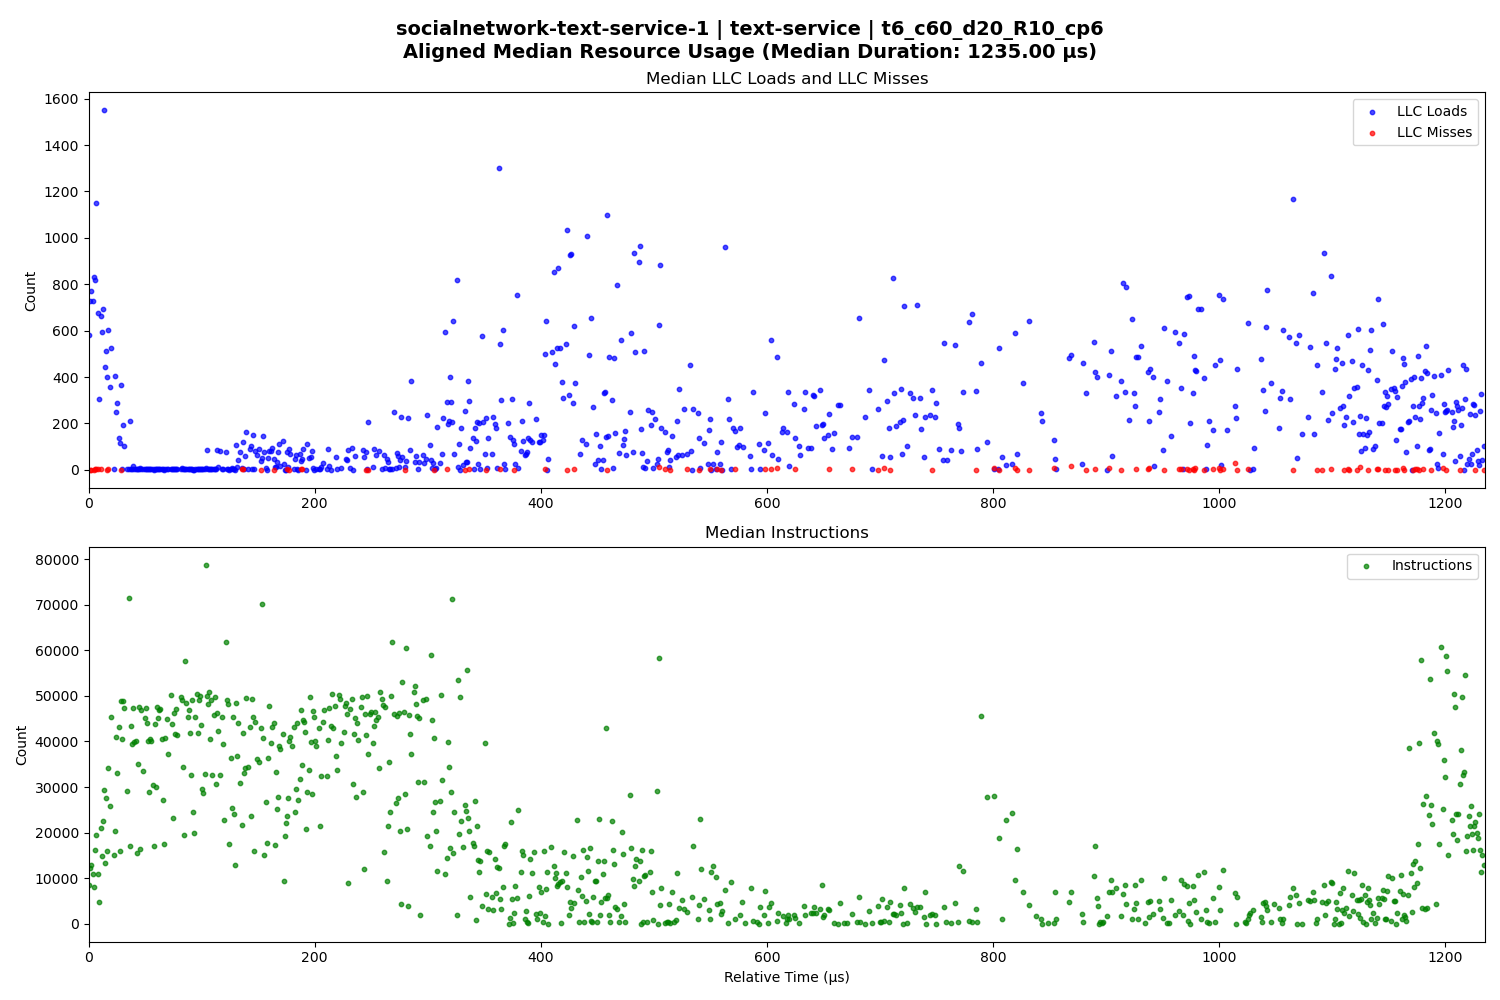 socialnetwork-text-service-1 | text-service | t6_c60_d20_R10_cp6
Aligned Median Resource Usage (Median Duration: 1235.00 μs)
Median LLC Loads and LLC Misses
1600
1400
1200
1000
800
600
400
200
0
Count
LLC Loads
LLC Misses
0 200 400 600 800 1000 1200
Median Instructions
80000
70000
60000
50000
40000
30000
20000
10000
0
Count
Instructions
0 200 400 600 800 1000 1200
Relative Time (μs)